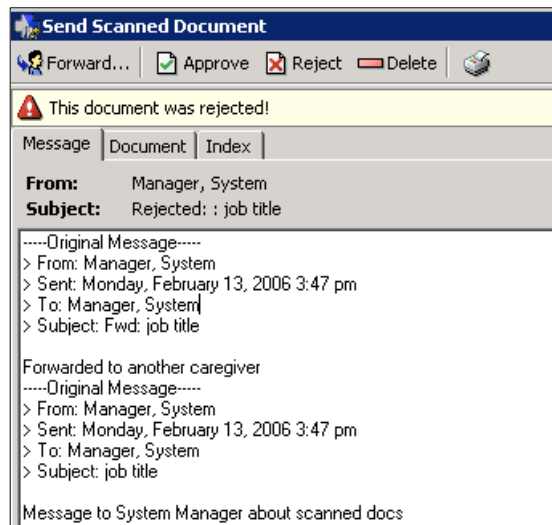 Send Scanned Document
Forward... Approve Reject Delete
This document was rejected!
Message Document Index
From: Manager, System
Subject: Rejected: : job title
-----Original Message-----
> From: Manager, System
> Sent: Monday, February 13, 2006 3:47 pm
> To: Manager, System
> Subject: Fwd: job title
Forwarded to another caregiver
-----Original Message-----
> From: Manager, System
> Sent: Monday, February 13, 2006 3:47 pm
> To: Manager, System
> Subject: job title
Message to System Manager about scanned docs